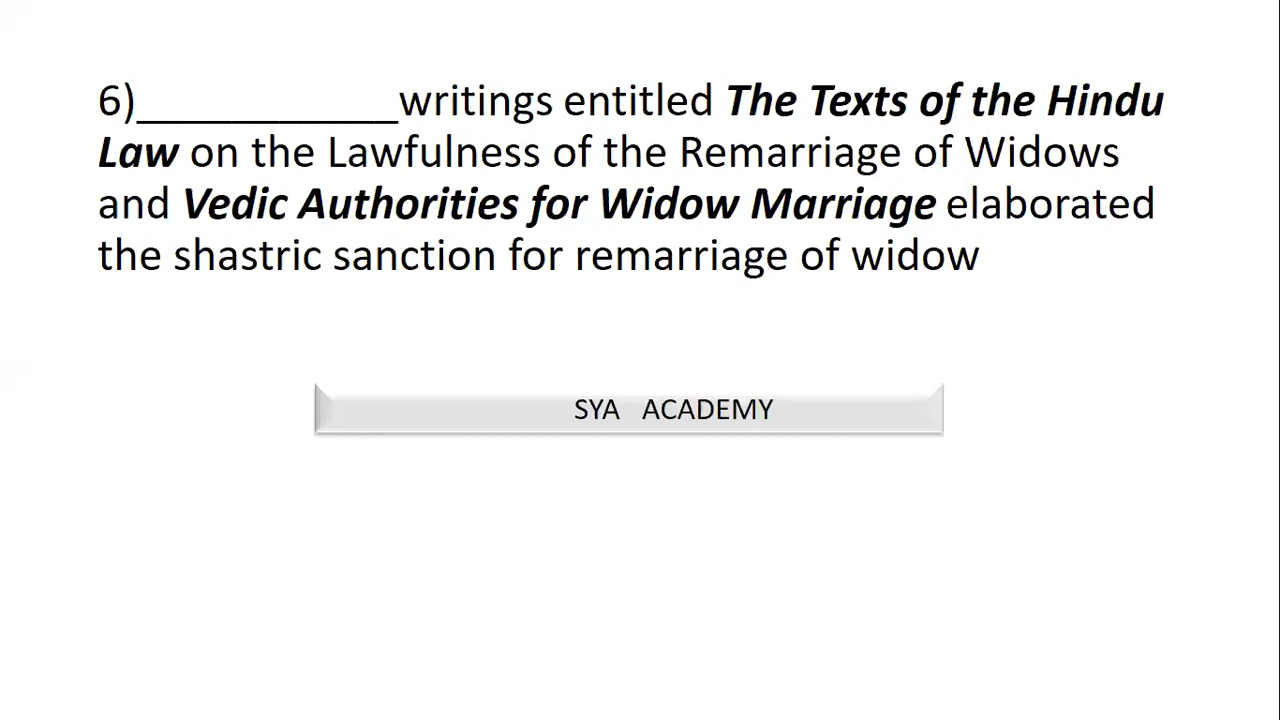 6)____________writings entitled The Texts of the Hindu
Law on the Lawfulness of the Remarriage of Widows
and Vedic Authorities for Widow Marriage elaborated
the shastric sanction for remarriage of widow
SYA ACADEMY